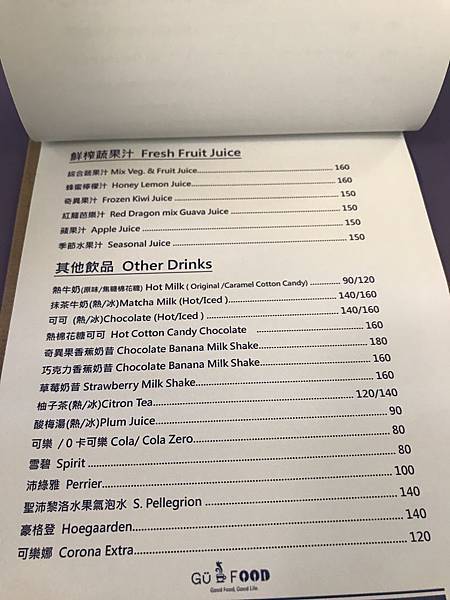 鮮榨蔬果汁 Fresh Fruit Juice
綜合蔬果汁 Mix Veg. & Fruit Juice 160
蜂蜜檸檬汁 Honey Lemon Juice 160
奇異果汁 Frozen Kiwi Juice 150
紅龍芭樂汁 Red Dragon mix Guava Juice 150
蘋果汁 Apple Juice 150
季節水果汁 Seasonal Juice 150
其他飲品 Other Drinks
熱牛奶(原味/焦糖棉花糖) Hot Milk ( Original /Caramel Cotton Candy) 90/120
抹茶牛奶(熱/冰)Matcha Milk (Hot/Iced ) 140/160
可可 (熱/冰)Chocolate (Hot/Iced ) 140/160
熱棉花糖可可 Hot Cotton Candy Chocolate 160
奇異果香蕉奶昔 Chocolate Banana Milk Shake 180
巧克力香蕉奶昔 Chocolate Banana Milk Shake 160
草莓奶昔 Strawberry Milk Shake 160
柚子茶(熱/冰)Citron Tea 120/140
酸梅湯(熱/冰)Plum Juice 90
可樂 / 0 卡可樂 Cola/ Cola Zero 80
雪碧 Spirit 80
沛綠雅 Perrier 100
聖沛黎洛水果氣泡水 S. Pellegrion 140
豪格登 Hoegaarden 140
可樂娜 Corona Extra 120
GÜ FOOD
Good Food, Good Life.